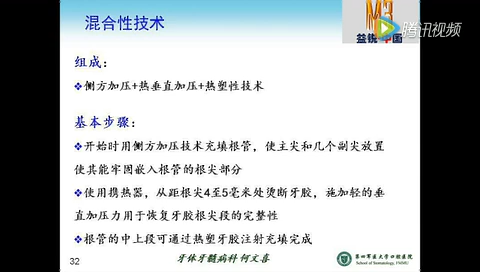 混合性技术
益锐中国
腾讯视频
组成:
侧方加压+热垂直加压+热塑性技术
基本步骤:
开始时用侧方加压技术充填根管,使主尖和几个副尖放置
使其能牢固嵌入根管的根尖部分
使用携热器,从距根尖4至5毫米处烫断牙胶,施加轻的垂
直加压力用于恢复牙胶根尖段的完整性
根管的中上段可通过热塑牙胶注射充填完成
32
牙体牙髓病科 何文喜
第四军医大学口腔医院
School of Stomatology, FMMU